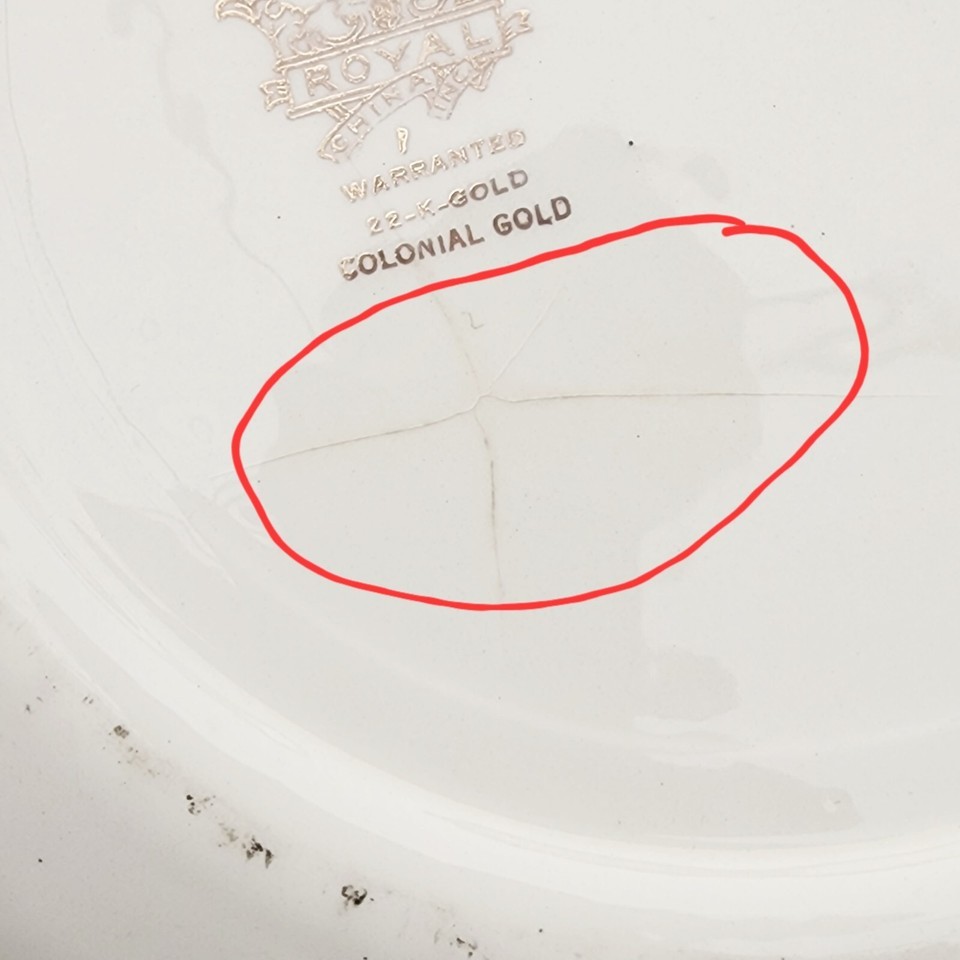 ROYAL
CHINA INC
WARRANTED
22-K-GOLD
COLONIAL GOLD